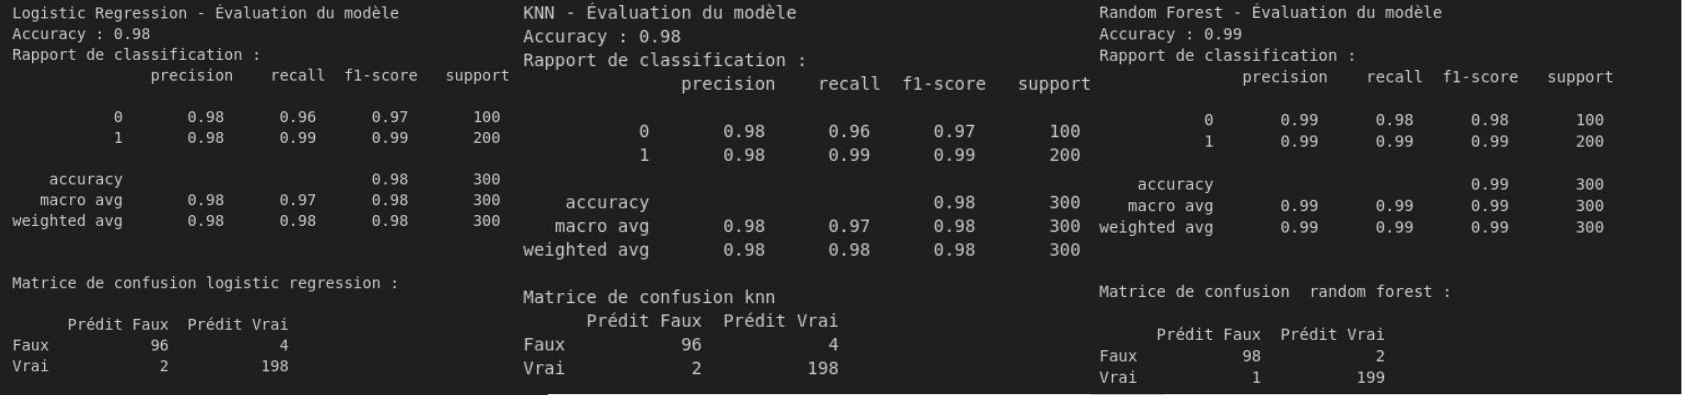 Logistic Regression - Évaluation du modèle
Accuracy : 0.98
Rapport de classification :
precision recall f1-score support
0 0.98 0.96 0.97 100
1 0.98 0.99 0.99 200
accuracy 0.98 300
macro avg 0.98 0.97 0.98 300
weighted avg 0.98 0.98 0.98 300
Matrice de confusion logistic regression :
Prédit Faux Prédit Vrai
Faux 96 4
Vrai 2 198
KNN - Évaluation du modèle
Accuracy : 0.98
Rapport de classification :
precision recall f1-score support
0 0.98 0.96 0.97 100
1 0.98 0.99 0.99 200
accuracy 0.98 300
macro avg 0.98 0.97 0.98 300
weighted avg 0.98 0.98 0.98 300
Matrice de confusion knn
Prédit Faux Prédit Vrai
Faux 96 4
Vrai 2 198
Random Forest - Évaluation du modèle
Accuracy : 0.99
Rapport de classification :
precision recall f1-score support
0 0.99 0.98 0.98 100
1 0.99 0.99 0.99 200
accuracy 0.99 300
macro avg 0.99 0.99 0.99 300
weighted avg 0.99 0.99 0.99 300
Matrice de confusion random forest :
Prédit Faux Prédit Vrai
Faux 98 2
Vrai 1 199